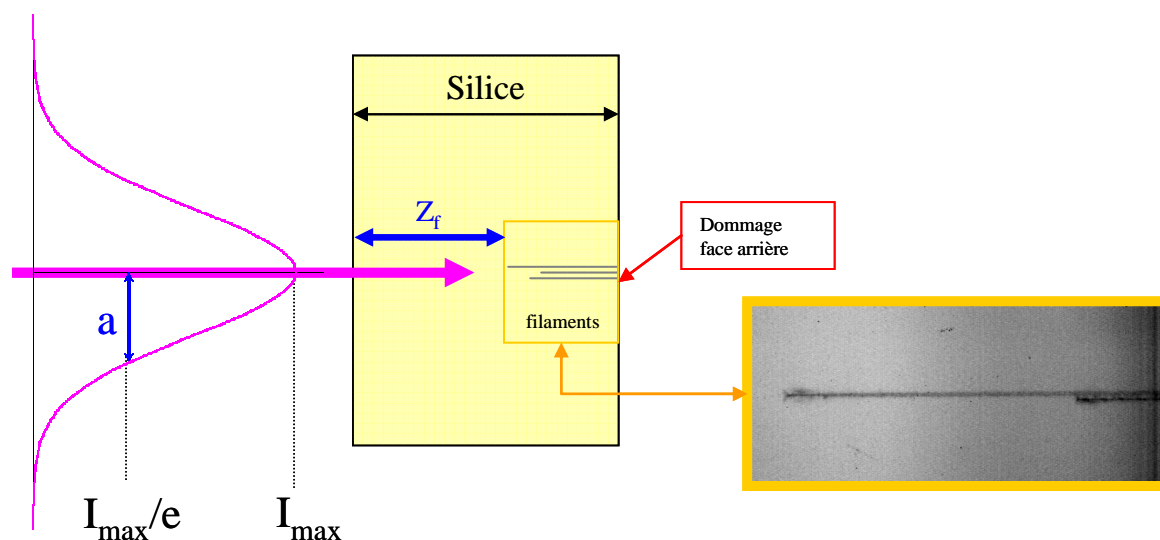 Silice
Z_f
Dommage
face arrière
a
filaments
I_max/e
I_max